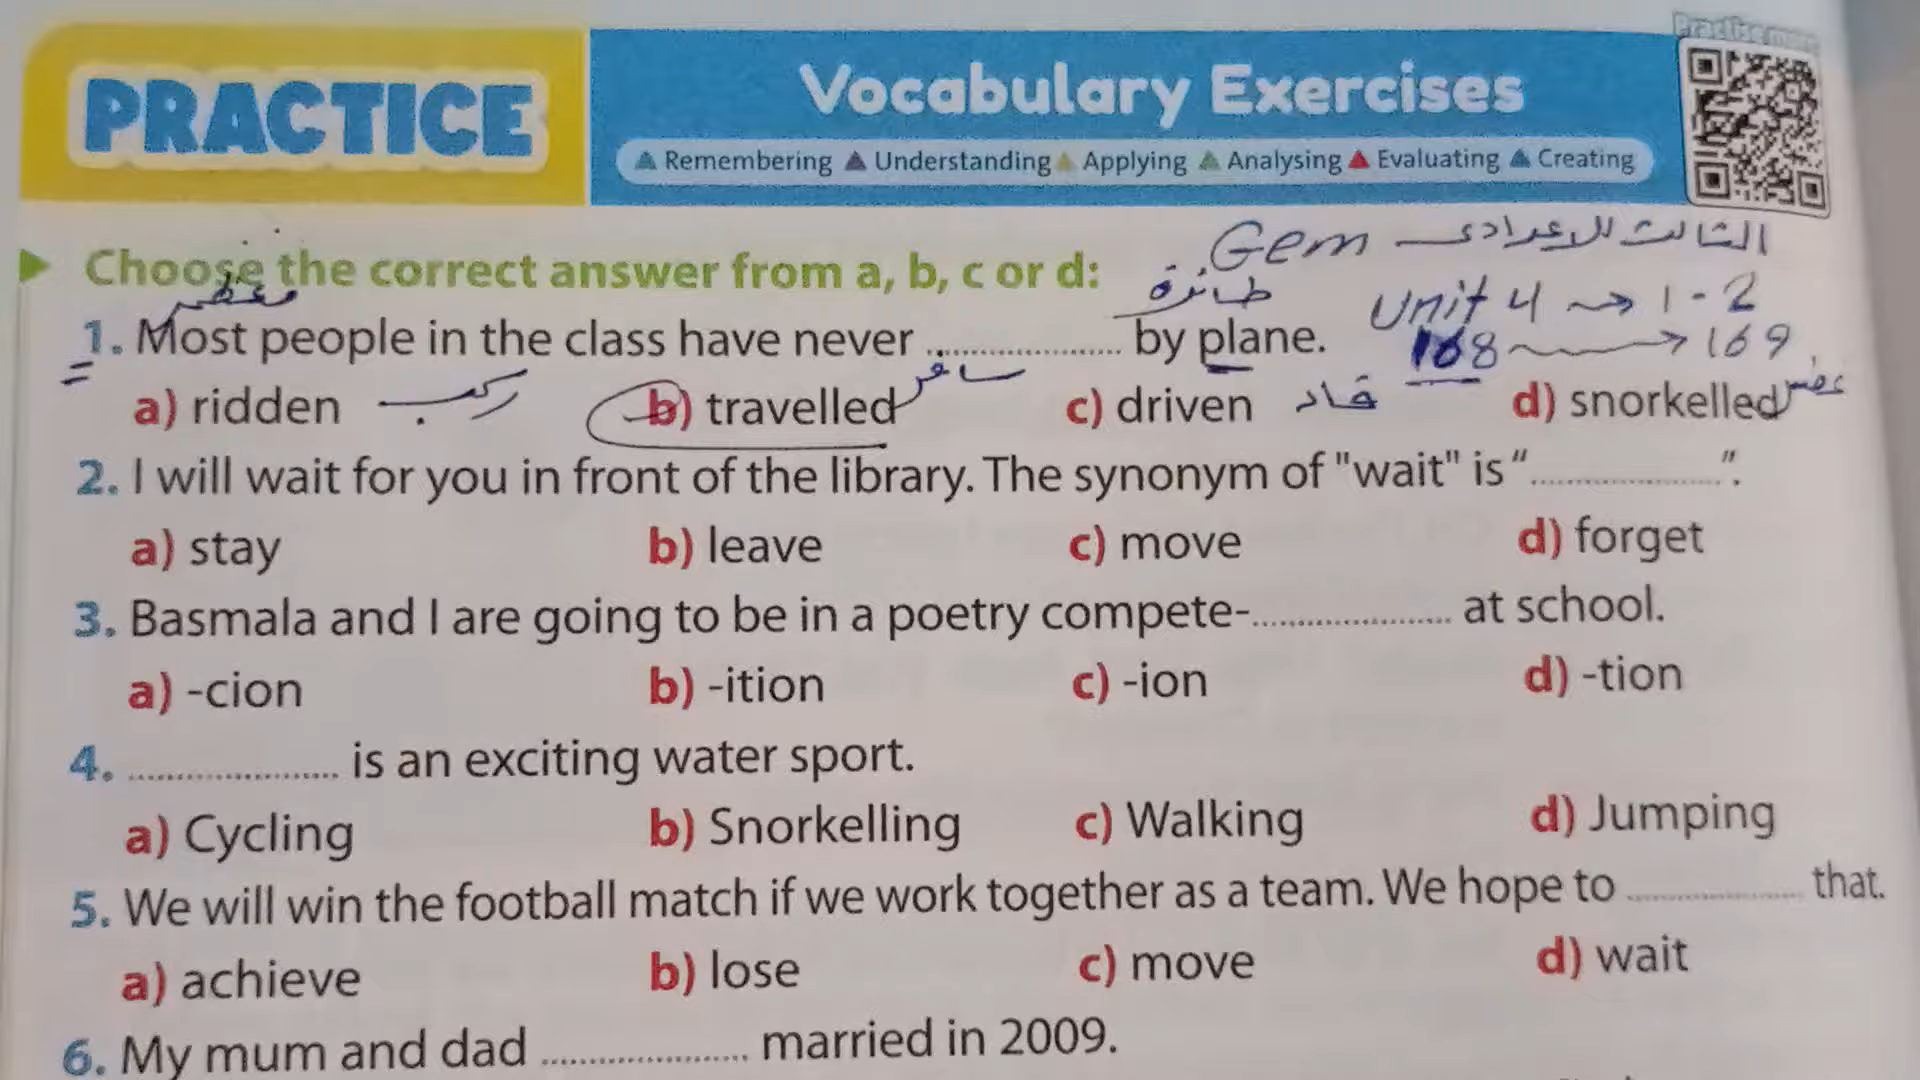 Practise more
PRACTICE
Vocabulary Exercises
Remembering Understanding Applying Analysing Evaluating Creating
Gem الثالث الاعدادى
Choose the correct answer from a, b, c or d:
معظم
طائرة
Unit 4 → 1 - 2
1. Most people in the class have never .................... by plane.
168 → 169
a) ridden ركب b) travelled سافر c) driven قاد d) snorkelled
2. I will wait for you in front of the library. The synonym of "wait" is “....................”.
a) stay b) leave c) move d) forget
3. Basmala and I are going to be in a poetry compete-.................... at school.
a) -cion b) -ition c) -ion d) -tion
4. .................... is an exciting water sport.
a) Cycling b) Snorkelling c) Walking d) Jumping
5. We will win the football match if we work together as a team. We hope to .................... that.
a) achieve b) lose c) move d) wait
6. My mum and dad .................... married in 2009.